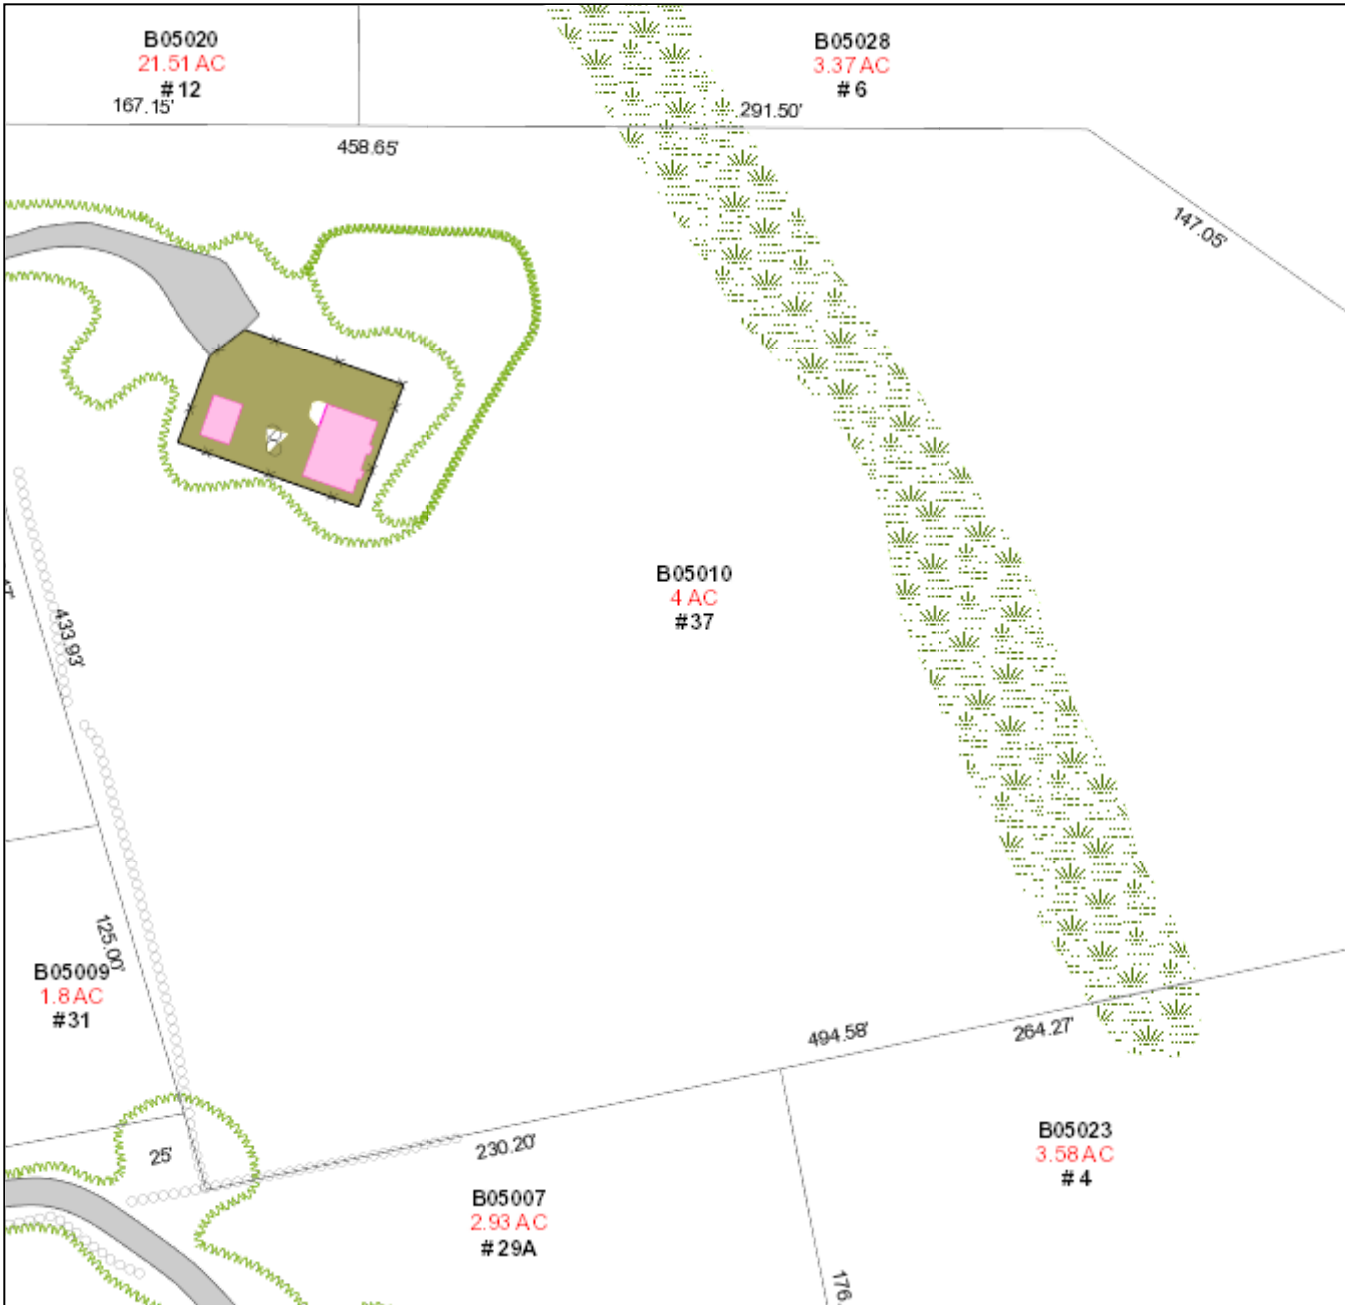 B05020
21.51 AC
#12
167.15'
B05028
3.37 AC
#6
291.50'
458.65'
147.05'
B05010
4 AC
#37
433.93'
125.00'
B05009
1.8 AC
#31
494.58'
264.27'
25'
230.20'
B05023
3.58 AC
#4
B05007
2.93 AC
#29A
176.